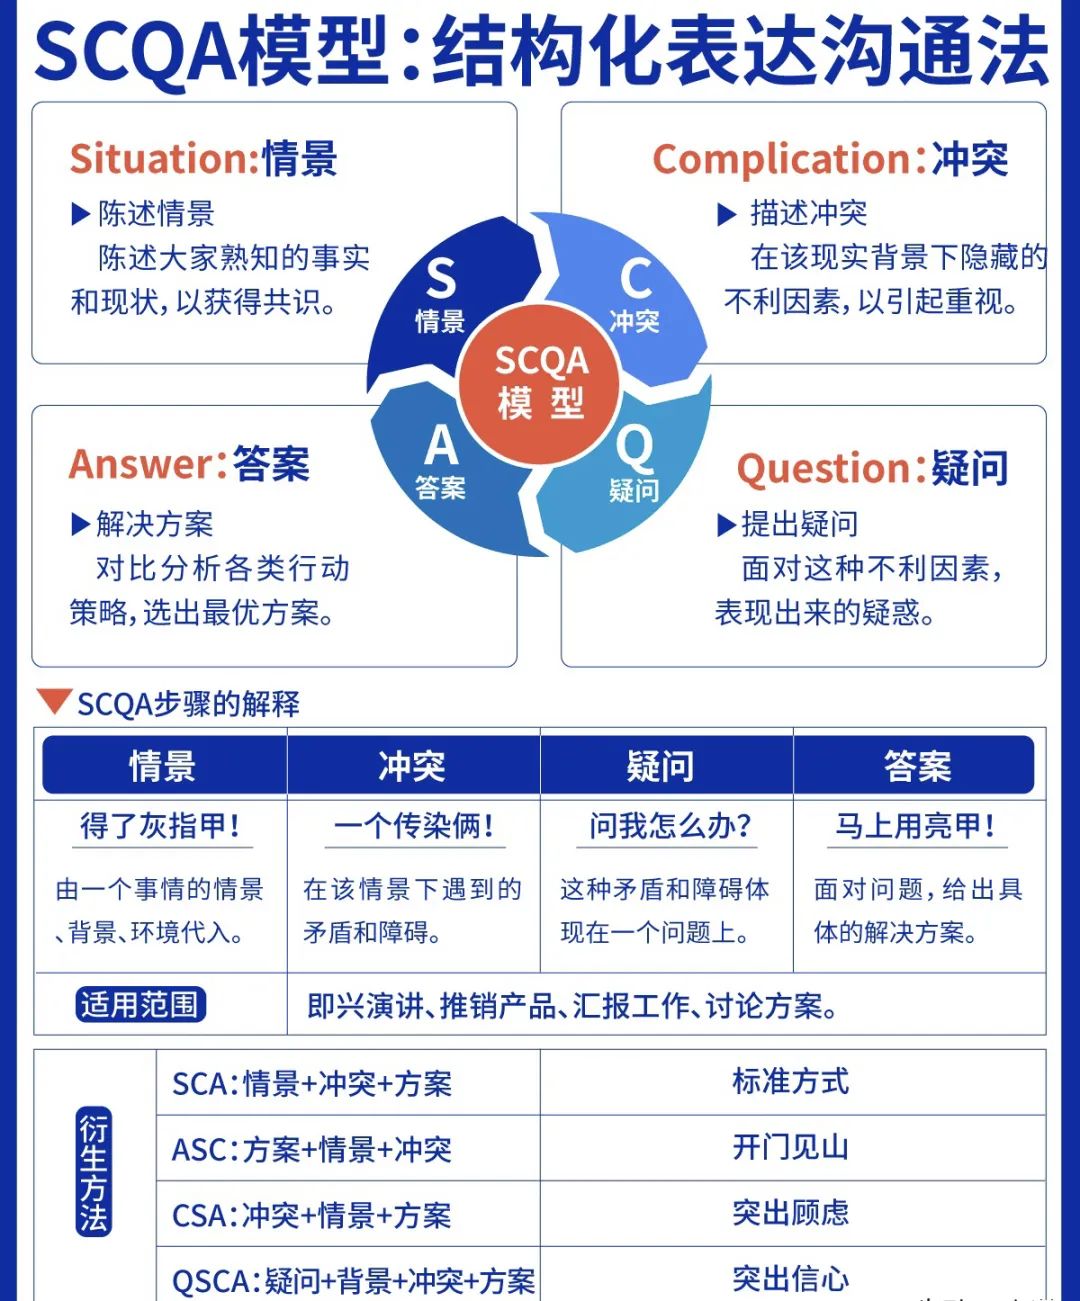 SCQA模型：结构化表达沟通法
Situation:情景
▶陈述情景
陈述大家熟知的事实
和现状，以获得共识。
Complication：冲突
▶ 描述冲突
在该现实背景下隐藏的
不利因素，以引起重视。
S
情景
C
冲突
SCQA
模 型
A
答案
Q
疑问
Answer：答案
▶解决方案
对比分析各类行动
策略，选出最优方案。
Question：疑问
▶提出疑问
面对这种不利因素，
表现出来的疑惑。
▼SCQA步骤的解释
情景
冲突
疑问
答案
得了灰指甲！
一个传染俩！
问我怎么办？
马上用亮甲！
由一个事情的情景
、背景、环境代入。
在该情景下遇到的
矛盾和障碍。
这种矛盾和障碍体
现在一个问题上。
面对问题，给出具
体的解决方案。
适用范围
即兴演讲、推销产品、汇报工作、讨论方案。
衍生方法
SCA：情景+冲突+方案
标准方式
ASC：方案+情景+冲突
开门见山
CSA：冲突+情景+方案
突出顾虑
QSCA：疑问+背景+冲突+方案
突出信心